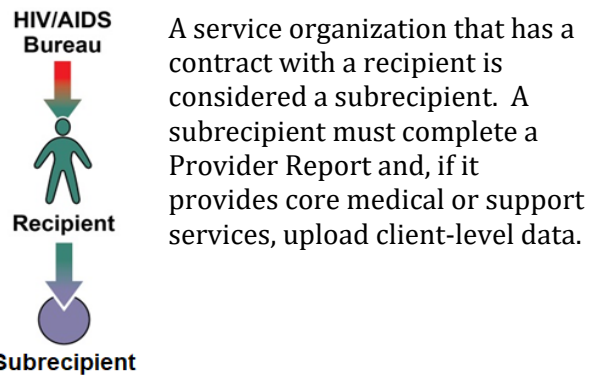 HIV/AIDS
Bureau
Recipient
Subrecipient
A service organization that has a
contract with a recipient is
considered a subrecipient.  A
subrecipient must complete a
Provider Report and, if it
provides core medical or support
services, upload client-level data.